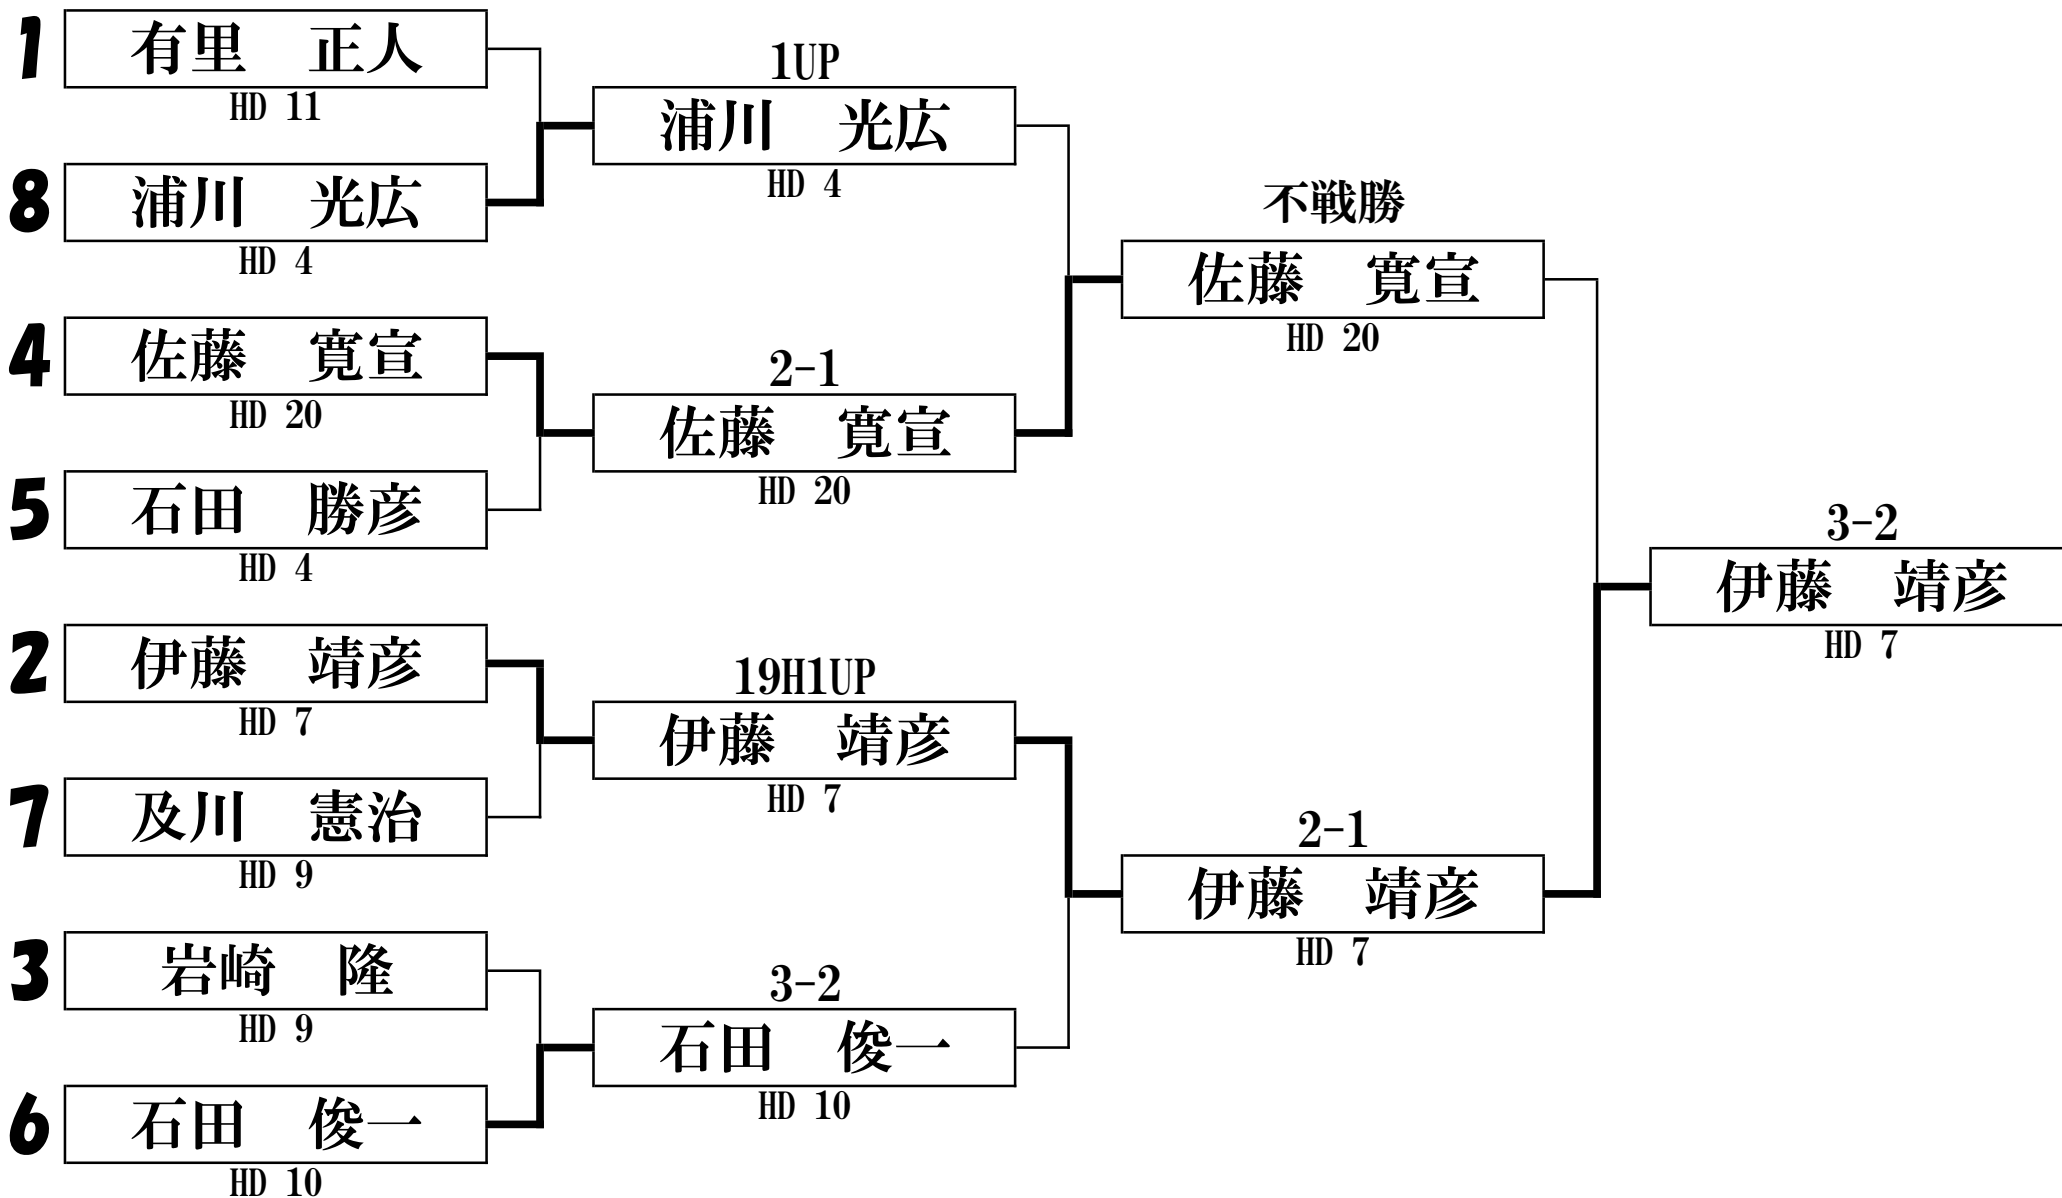 1
有里　正人
HD 11
8
浦川　光広
HD 4
4
佐藤　寛宣
HD 20
5
石田　勝彦
HD 4
2
伊藤　靖彦
HD 7
7
及川　憲治
HD 9
3
岩崎　隆
HD 9
6
石田　俊一
HD 10
1UP
浦川　光広
HD 4
2-1
佐藤　寛宣
HD 20
19H1UP
伊藤　靖彦
HD 7
3-2
石田　俊一
HD 10
不戦勝
佐藤　寛宣
HD 20
2-1
伊藤　靖彦
HD 7
3-2
伊藤　靖彦
HD 7